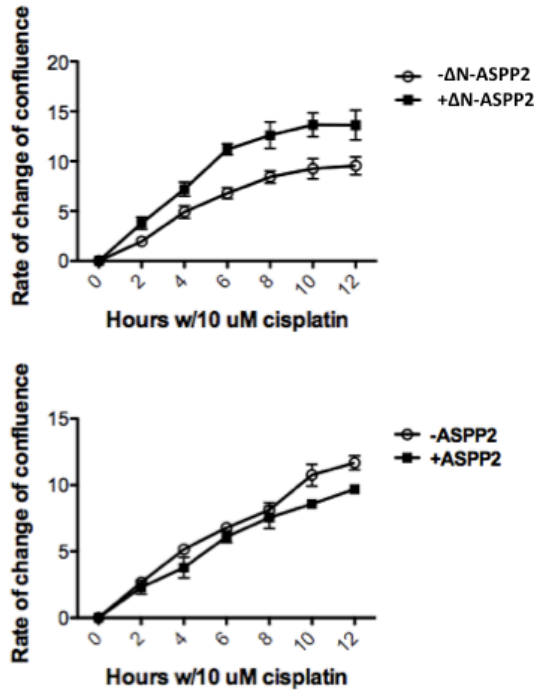 20
15
10
5
0
Rate of change of confluence
0 2 4 6 8 10 12
Hours w/10 uM cisplatin
-ΔN-ASPP2
+ΔN-ASPP2
15
10
5
0
Rate of change of confluence
0 2 4 6 8 10 12
Hours w/10 uM cisplatin
-ASPP2
+ASPP2